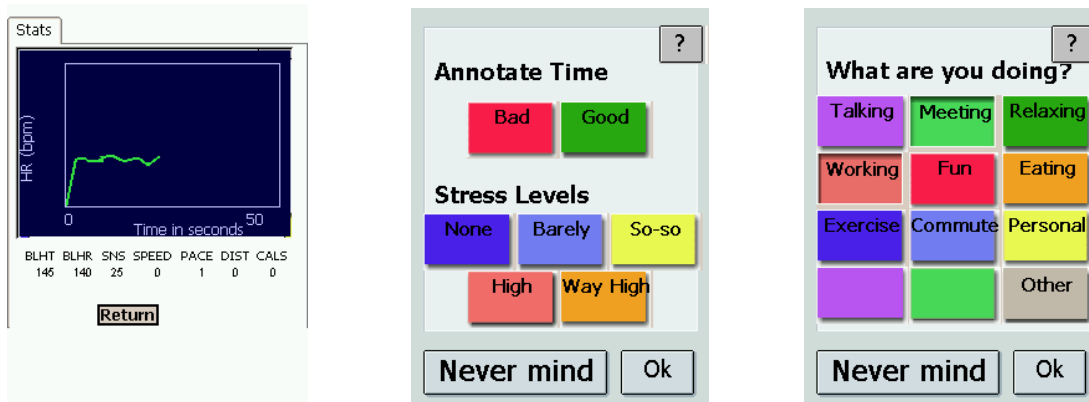 Stats
HR (bpm)
0
50
Time in seconds
BLHT BLHR SNS SPEED PACE DIST CALS
145 140 25 0 1 0 0
Return
?
Annotate Time
Bad Good
Stress Levels
None Barely So-so
High Way High
Never mind Ok
?
What are you doing?
Talking Meeting Relaxing
Working Fun Eating
Exercise Commute Personal
Other
Never mind Ok